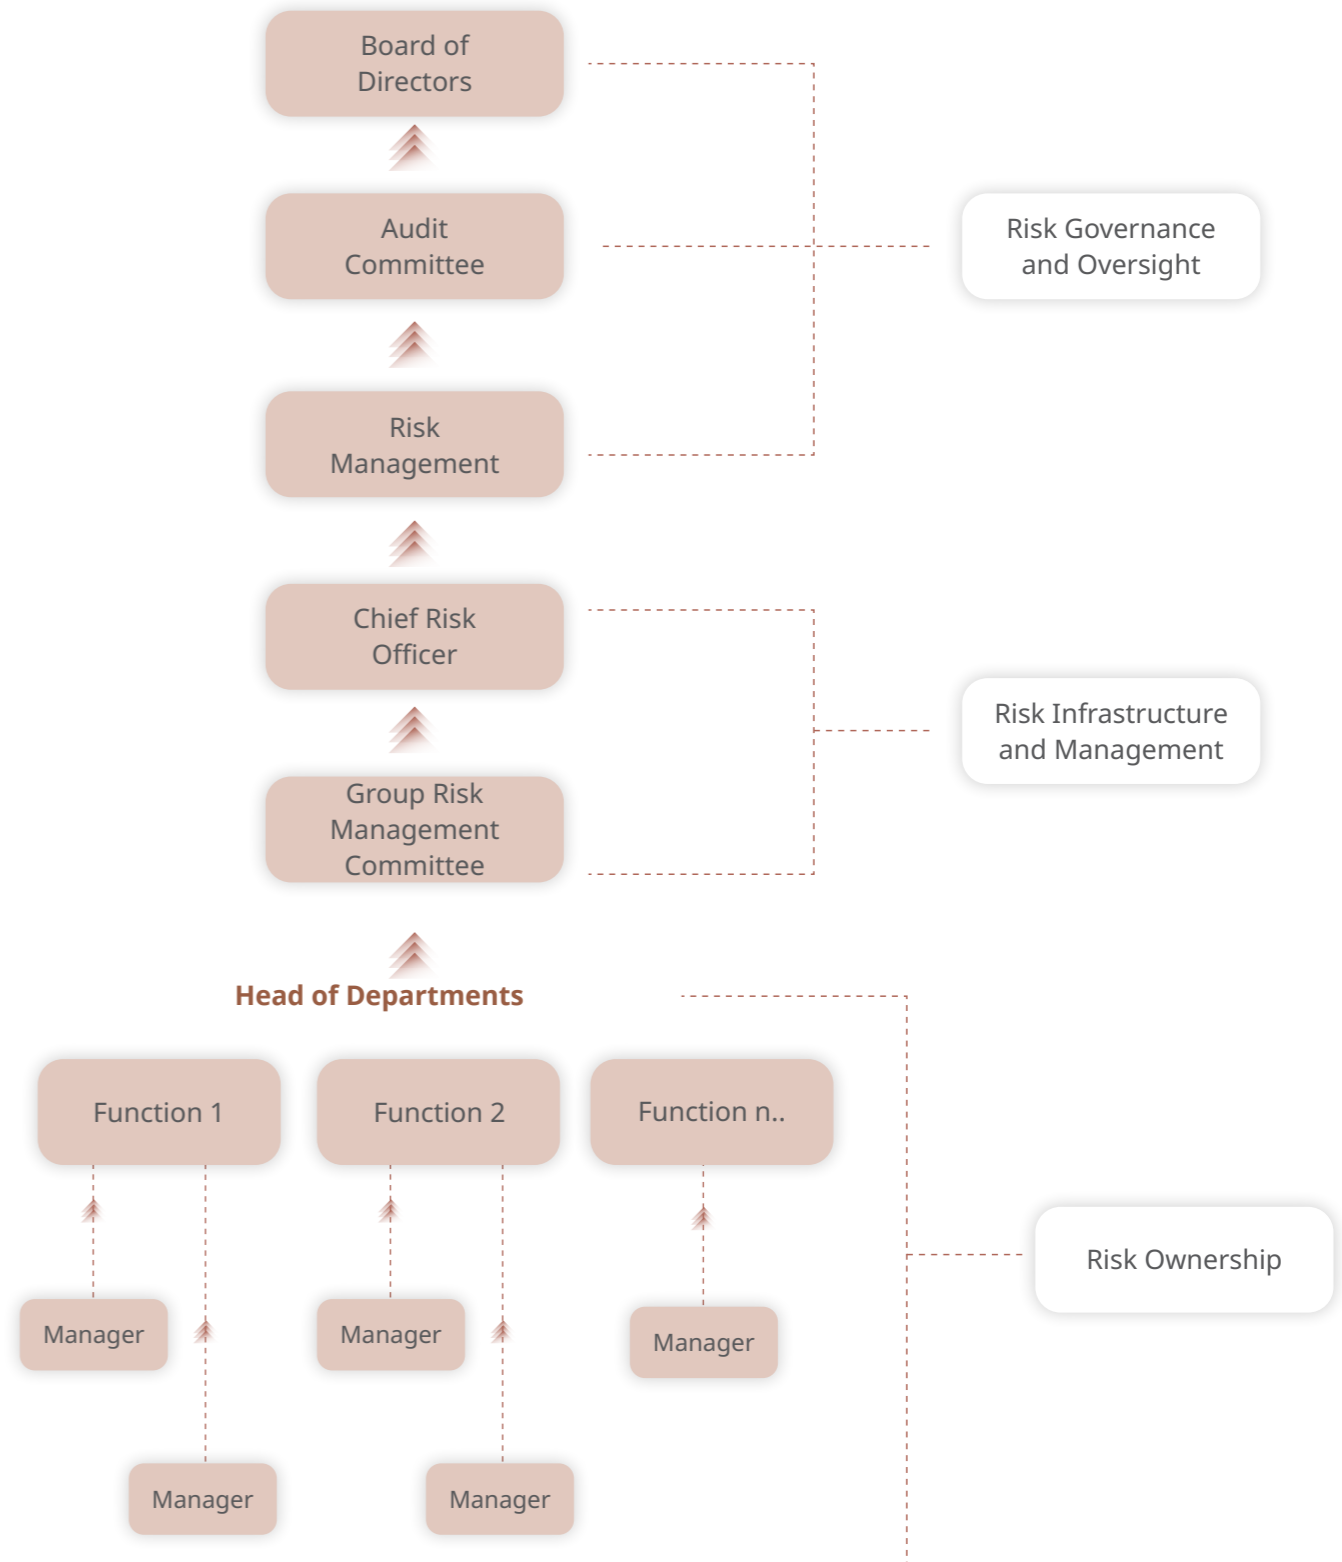 Board of
Directors
Audit
Committee
Risk Governance
and Oversight
Risk
Management
Chief Risk
Officer
Risk Infrastructure
and Management
Group Risk
Management
Committee
Head of Departments
Function 1
Function 2
Function n..
Risk Ownership
Manager
Manager
Manager
Manager
Manager